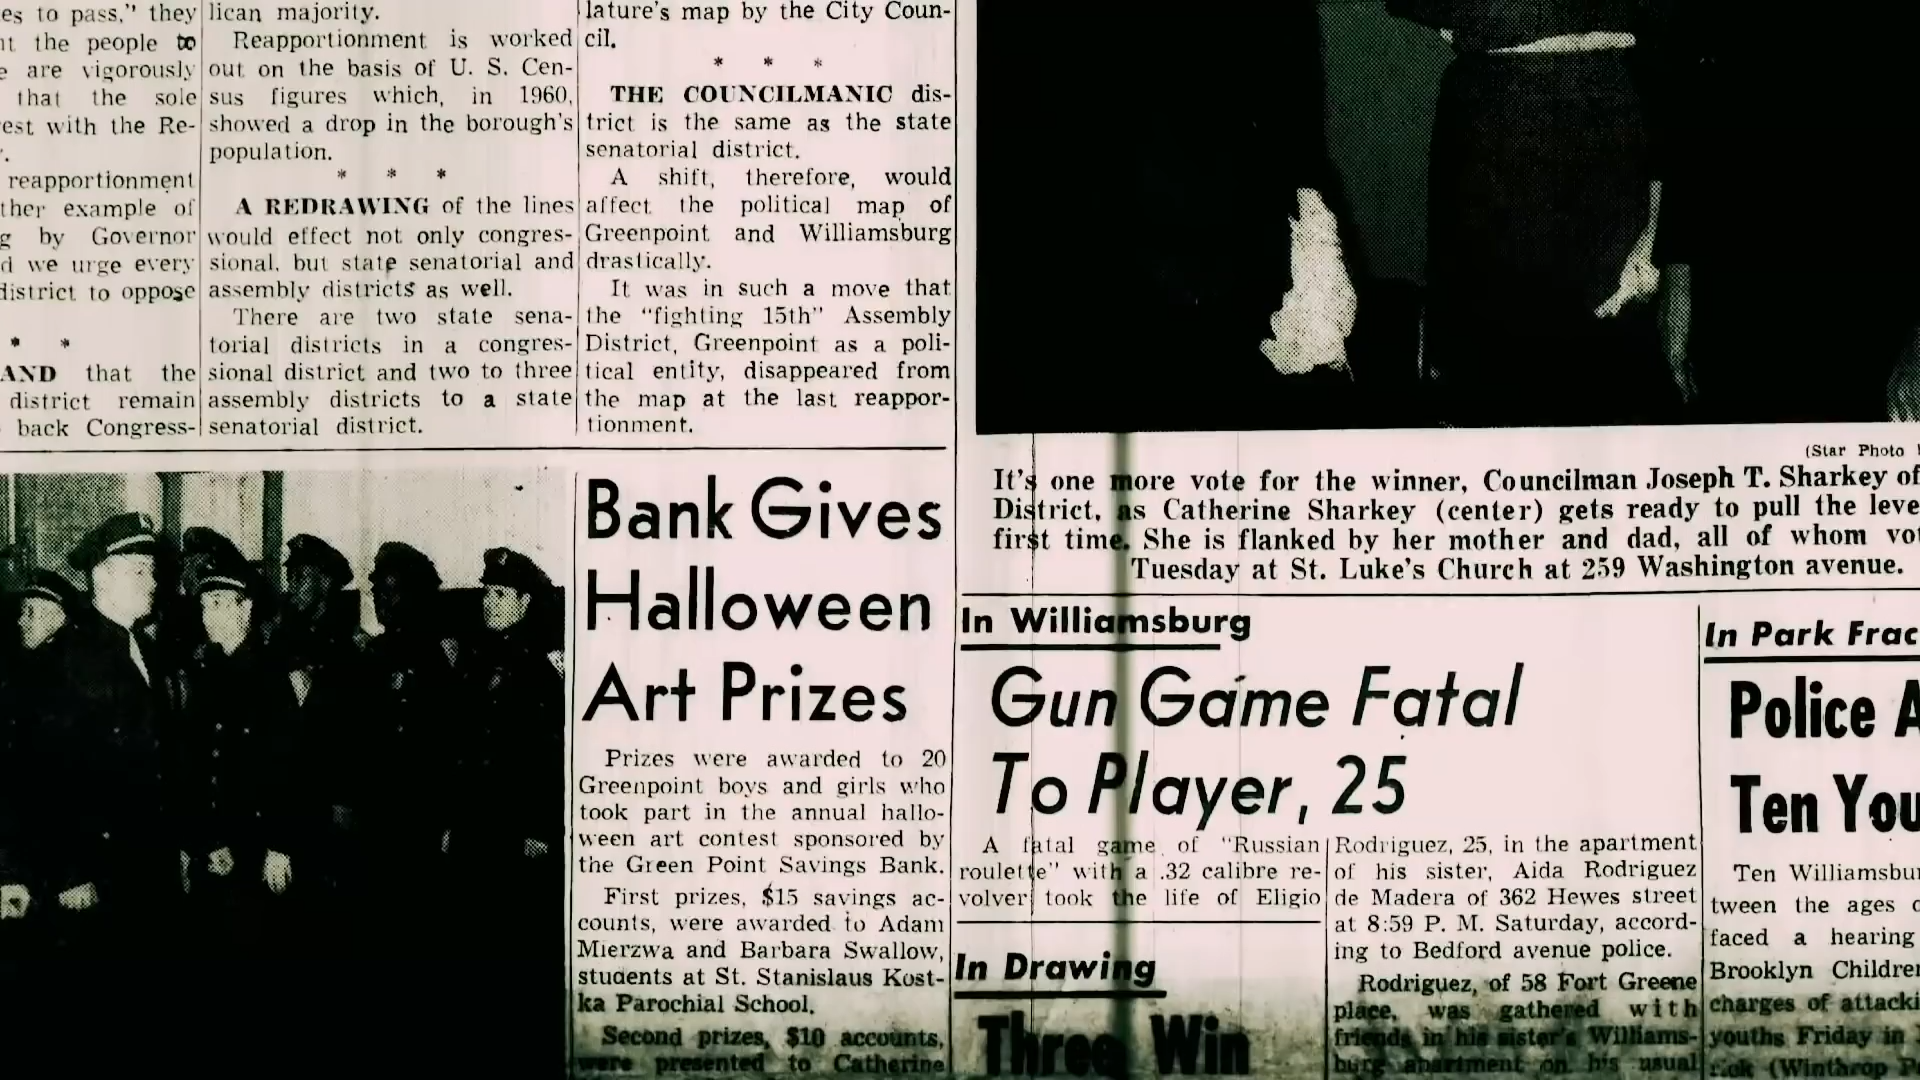 es to pass," they
t the people to
e are vigorously
that the sole
est with the Re-
reapportionment
ther example of
g by Governor
d we urge every
district to oppose
* *
AND that the
district remain
back Congress-
lican majority.
Reapportionment is worked
out on the basis of U. S. Cen-
sus figures which, in 1960,
showed a drop in the borough's
population.
* * *
A REDRAWING of the lines
would effect not only congres-
sional, but state senatorial and
assembly districts as well.
There are two state sena-
torial districts in a congres-
sional district and two to three
assembly districts to a state
senatorial district.
lature's map by the City Coun-
cil.
* * *
THE COUNCILMANIC dis-
trict is the same as the state
senatorial district.
A shift, therefore, would
affect the political map of
Greenpoint and Williamsburg
drastically.
It was in such a move that
the "fighting 15th" Assembly
District, Greenpoint as a poli-
tical entity, disappeared from
the map at the last reappor-
tionment.
(Star Photo
It's one more vote for the winner, Councilman Joseph T. Sharkey of
District, as Catherine Sharkey (center) gets ready to pull the leve
first time. She is flanked by her mother and dad, all of whom vot
Tuesday at St. Luke's Church at 259 Washington avenue.
Bank Gives
Halloween
Art Prizes
Prizes were awarded to 20
Greenpoint boys and girls who
took part in the annual hallo-
ween art contest sponsored by
the Green Point Savings Bank.
First prizes, $15 savings ac-
counts, were awarded to Adam
Mierzwa and Barbara Swallow,
students at St. Stanislaus Kost-
ka Parochial School.
Second prizes, $10 accounts,
were presented to Catherine
In Williamsburg
Gun Game Fatal
To Player, 25
A fatal game of "Russian
roulette" with a .32 calibre re-
volver took the life of Eligio
Rodriguez, 25, in the apartment
of his sister, Aida Rodriguez
de Madera of 362 Hewes street
at 8:59 P. M. Saturday, accord-
ing to Bedford avenue police.
Rodriguez, of 58 Fort Greene
place, was gathered with
friends in his sister's Williams-
burg apartment on his usual
In Drawing
Three Win
In Park Frac
Police A
Ten You
Ten Williamsbu
tween the ages o
faced a hearing
Brooklyn Children
charges of attacki
youths Friday in
rick (Winthrop P